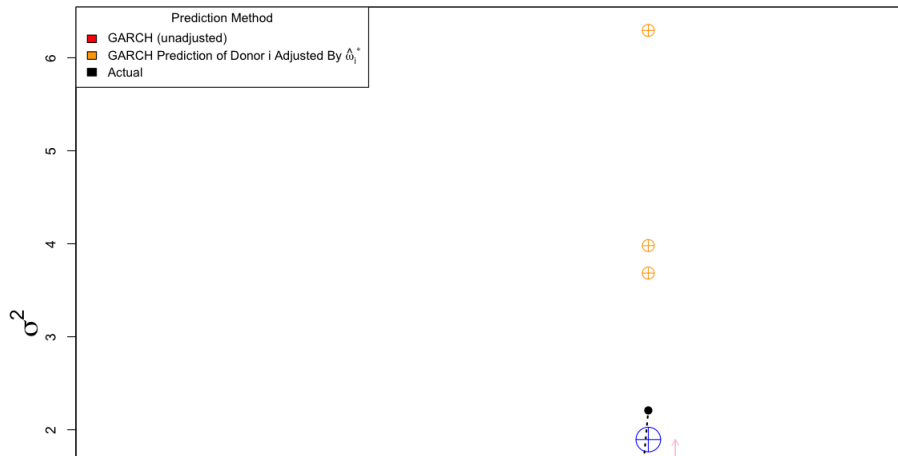 Prediction Method
GARCH (unadjusted)
GARCH Prediction of Donor i Adjusted By ω̂ᵢ*
Actual
6
5
4
3
2
σ²